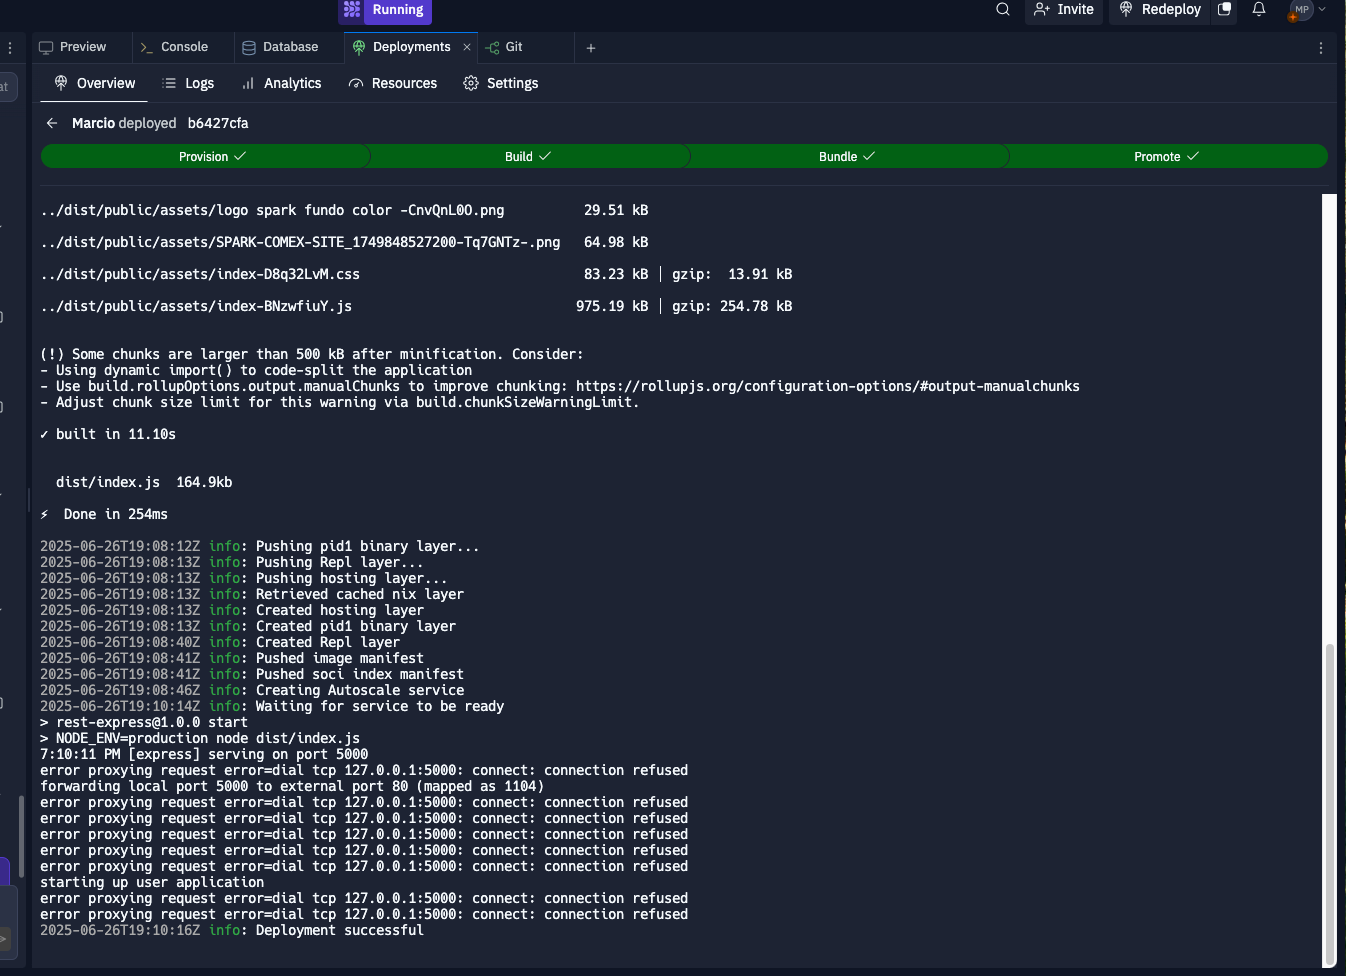 Running
Invite
Redeploy
MP
Preview
Console
Database
Deployments
Git
at
Overview
Logs
Analytics
Resources
Settings
Marcio deployed b6427cfa
Provision
Build
Bundle
Promote
../dist/public/assets/logo spark fundo color -CnvQnL0O.png 29.51 kB
../dist/public/assets/SPARK-COMEX-SITE_1749848527200-Tq7GNTz-.png 64.98 kB
../dist/public/assets/index-D8q32LvM.css 83.23 kB │ gzip: 13.91 kB
../dist/public/assets/index-BNzwfiuY.js 975.19 kB │ gzip: 254.78 kB
(!) Some chunks are larger than 500 kB after minification. Consider:
- Using dynamic import() to code-split the application
- Use build.rollupOptions.output.manualChunks to improve chunking: https://rollupjs.org/configuration-options/#output-manualchunks
- Adjust chunk size limit for this warning via build.chunkSizeWarningLimit.
✓ built in 11.10s
dist/index.js 164.9kb
⚡ Done in 254ms
2025-06-26T19:08:12Z info: Pushing pid1 binary layer...
2025-06-26T19:08:13Z info: Pushing Repl layer...
2025-06-26T19:08:13Z info: Pushing hosting layer...
2025-06-26T19:08:13Z info: Retrieved cached nix layer
2025-06-26T19:08:13Z info: Created hosting layer
2025-06-26T19:08:13Z info: Created pid1 binary layer
2025-06-26T19:08:40Z info: Created Repl layer
2025-06-26T19:08:41Z info: Pushed image manifest
2025-06-26T19:08:41Z info: Pushed soci index manifest
2025-06-26T19:08:46Z info: Creating Autoscale service
2025-06-26T19:10:14Z info: Waiting for service to be ready
> rest-express@1.0.0 start
> NODE_ENV=production node dist/index.js
7:10:11 PM [express] serving on port 5000
error proxying request error=dial tcp 127.0.0.1:5000: connect: connection refused
forwarding local port 5000 to external port 80 (mapped as 1104)
error proxying request error=dial tcp 127.0.0.1:5000: connect: connection refused
error proxying request error=dial tcp 127.0.0.1:5000: connect: connection refused
error proxying request error=dial tcp 127.0.0.1:5000: connect: connection refused
error proxying request error=dial tcp 127.0.0.1:5000: connect: connection refused
error proxying request error=dial tcp 127.0.0.1:5000: connect: connection refused
starting up user application
error proxying request error=dial tcp 127.0.0.1:5000: connect: connection refused
error proxying request error=dial tcp 127.0.0.1:5000: connect: connection refused
2025-06-26T19:10:16Z info: Deployment successful